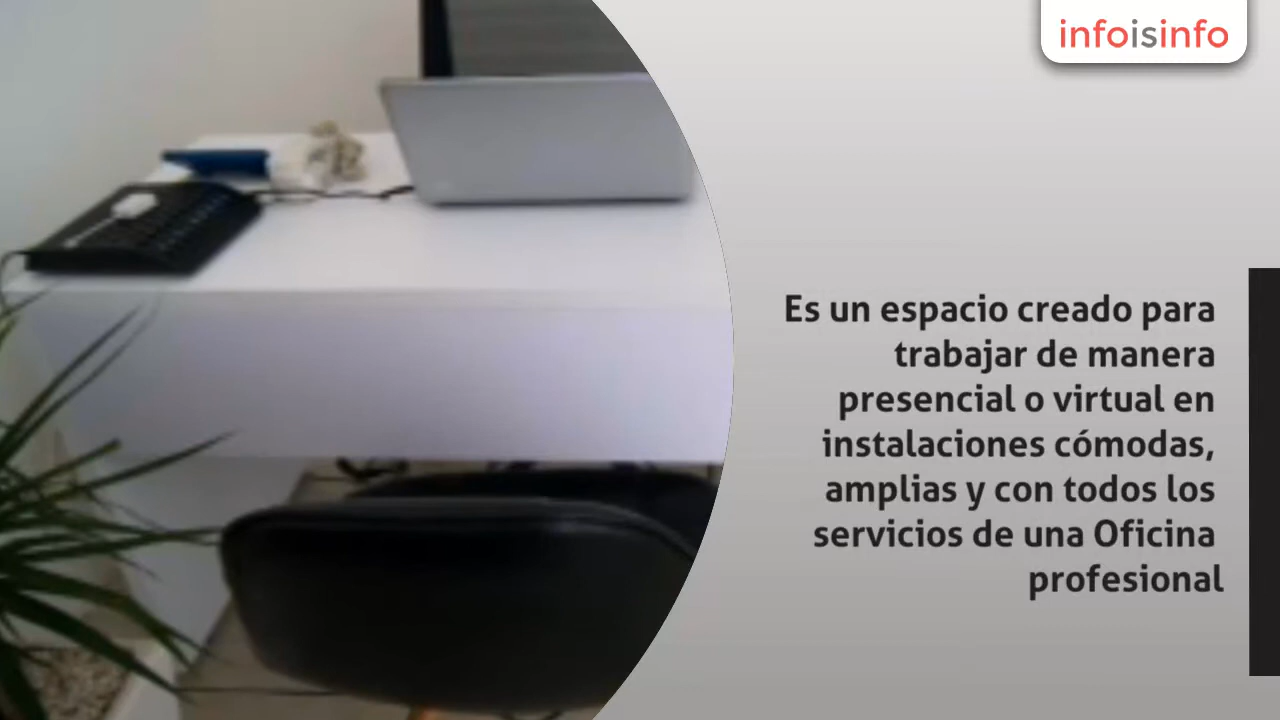 infoisinfo
Es un espacio creado para
trabajar de manera
presencial o virtual en
instalaciones cómodas,
amplias y con todos los
servicios de una Oficina
profesional